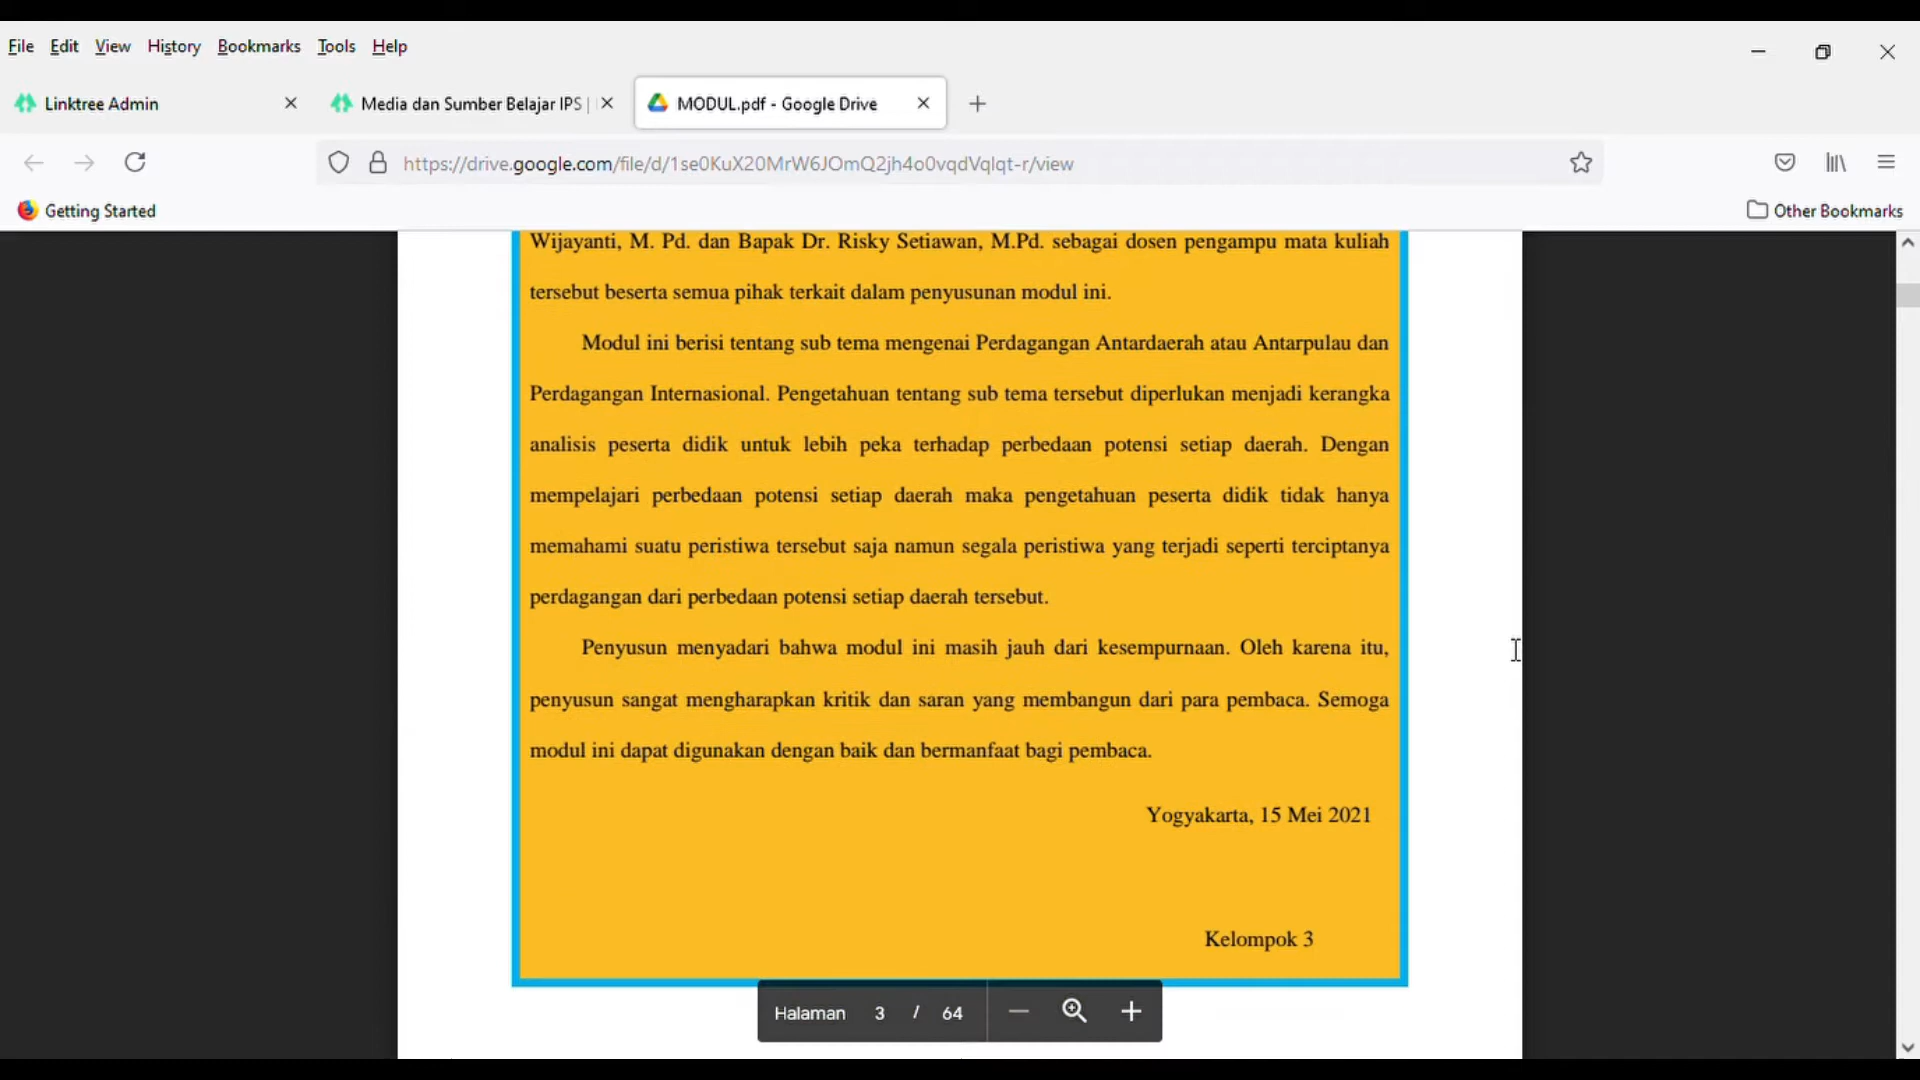 File Edit View History Bookmarks Tools Help
Linktree Admin
Media dan Sumber Belajar IPS |
MODUL.pdf - Google Drive
https://drive.google.com/file/d/1se0KuX20MrW6JOmQ2jh4o0vqdVqIqt-r/view
Getting Started
Other Bookmarks
Wijayanti, M. Pd. dan Bapak Dr. Risky Setiawan, M.Pd. sebagai dosen pengampu mata kuliah
tersebut beserta semua pihak terkait dalam penyusunan modul ini.
Modul ini berisi tentang sub tema mengenai Perdagangan Antardaerah atau Antarpulau dan
Perdagangan Internasional. Pengetahuan tentang sub tema tersebut diperlukan menjadi kerangka
analisis peserta didik untuk lebih peka terhadap perbedaan potensi setiap daerah. Dengan
mempelajari perbedaan potensi setiap daerah maka pengetahuan peserta didik tidak hanya
memahami suatu peristiwa tersebut saja namun segala peristiwa yang terjadi seperti terciptanya
perdagangan dari perbedaan potensi setiap daerah tersebut.
Penyusun menyadari bahwa modul ini masih jauh dari kesempurnaan. Oleh karena itu,
penyusun sangat mengharapkan kritik dan saran yang membangun dari para pembaca. Semoga
modul ini dapat digunakan dengan baik dan bermanfaat bagi pembaca.
Yogyakarta, 15 Mei 2021
Kelompok 3
Halaman 3 / 64